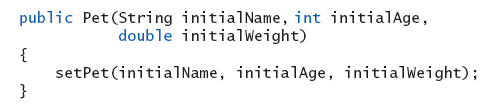 public Pet(String initialName, int initialAge,
           double initialWeight)
{
    setPet(initialName, initialAge, initialWeight);
}